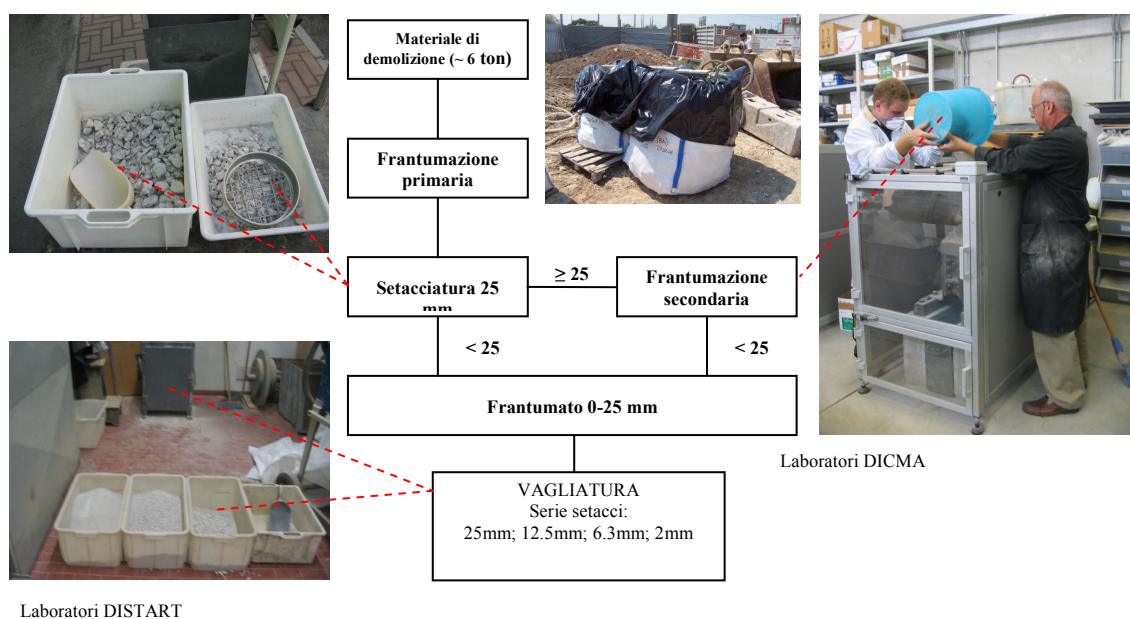 Materiale di
demolizione (~ 6 ton)
Frantumazione
primaria
Setacciatura 25
mm
≥ 25
Frantumazione
secondaria
< 25
< 25
Frantumato 0-25 mm
Laboratori DICMA
VAGLIATURA
Serie setacci:
25mm; 12.5mm; 6.3mm; 2mm
Laboratori DISTART